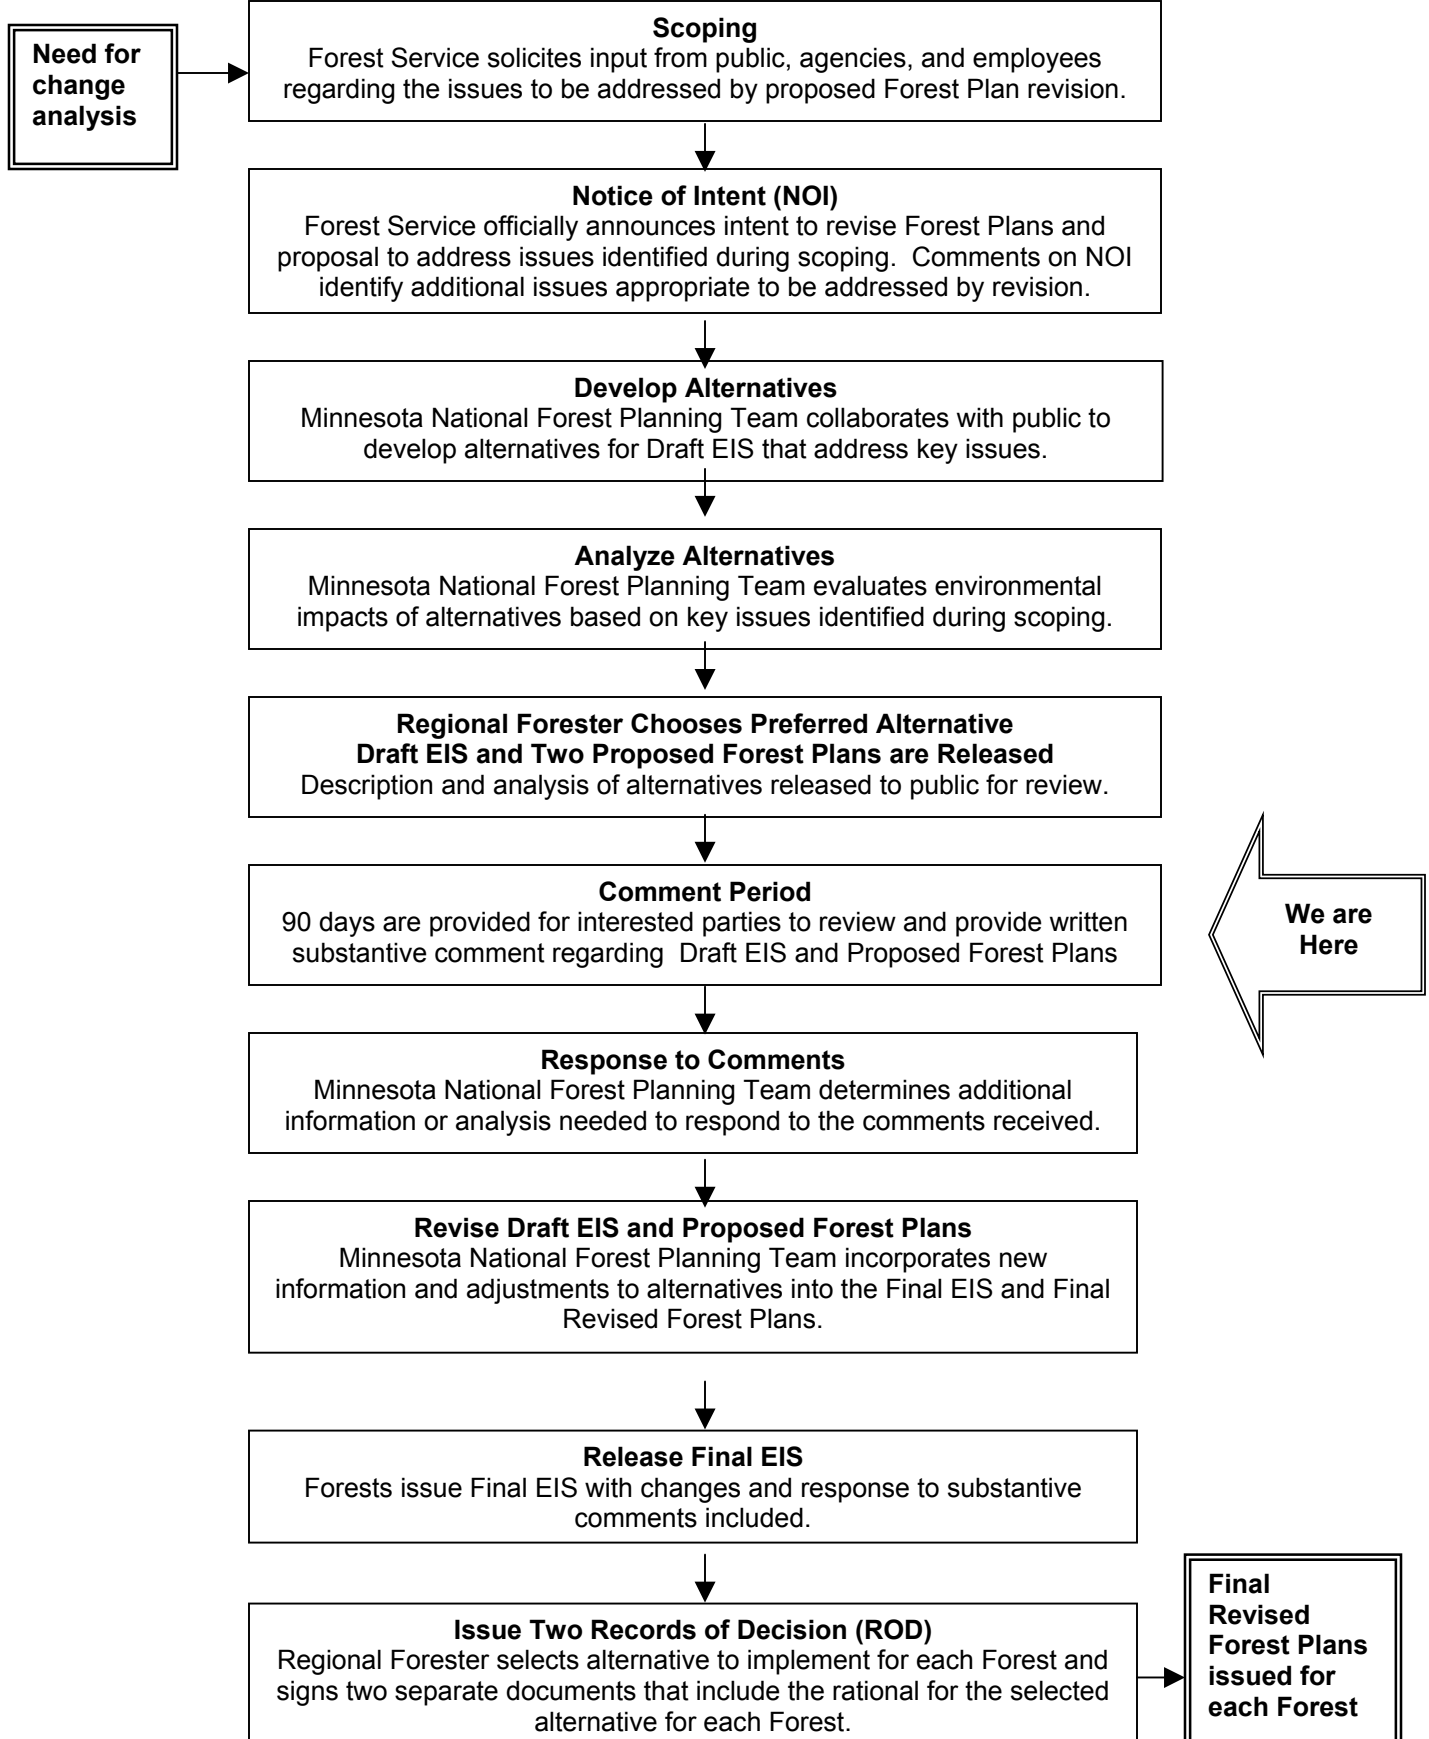 Need for
change
analysis
Scoping
Forest Service solicites input from public, agencies, and employees
regarding the issues to be addressed by proposed Forest Plan revision.
Notice of Intent (NOI)
Forest Service officially announces intent to revise Forest Plans and
proposal to address issues identified during scoping.  Comments on NOI
identify additional issues appropriate to be addressed by revision.
Develop Alternatives
Minnesota National Forest Planning Team collaborates with public to
develop alternatives for Draft EIS that address key issues.
Analyze Alternatives
Minnesota National Forest Planning Team evaluates environmental
impacts of alternatives based on key issues identified during scoping.
Regional Forester Chooses Preferred Alternative
Draft EIS and Two Proposed Forest Plans are Released
Description and analysis of alternatives released to public for review.
Comment Period
90 days are provided for interested parties to review and provide written
substantive comment regarding  Draft EIS and Proposed Forest Plans
We are
Here
Response to Comments
Minnesota National Forest Planning Team determines additional
information or analysis needed to respond to the comments received.
Revise Draft EIS and Proposed Forest Plans
Minnesota National Forest Planning Team incorporates new
information and adjustments to alternatives into the Final EIS and Final
Revised Forest Plans.
Release Final EIS
Forests issue Final EIS with changes and response to substantive
comments included.
Issue Two Records of Decision (ROD)
Regional Forester selects alternative to implement for each Forest and
signs two separate documents that include the rational for the selected
alternative for each Forest.
Final
Revised
Forest Plans
issued for
each Forest